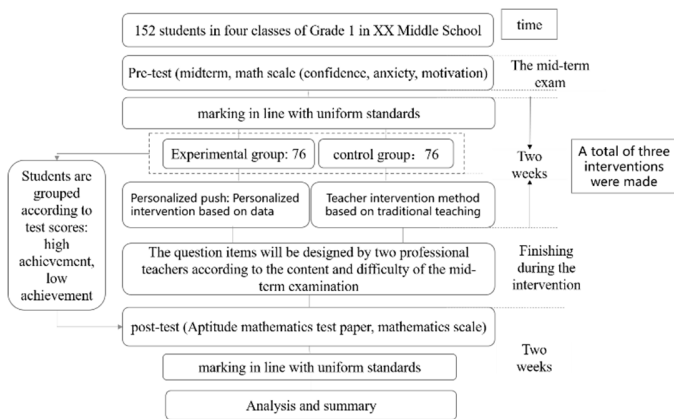 152 students in four classes of Grade 1 in XX Middle School
time
Pre-test (midterm, math scale (confidence, anxiety, motivation)
The mid-term
exam
marking in line with uniform standards
Experimental group: 76
control group: 76
Two
weeks
A total of three
interventions
were made
Students are
grouped
according to
test scores:
high
achievement,
low
achievement
Personalized push: Personalized
intervention based on data
Teacher intervention method
based on traditional teaching
The question items will be designed by two professional
teachers according to the content and difficulty of the mid-
term examination
Finishing
during the
intervention
post-test (Aptitude mathematics test paper, mathematics scale)
marking in line with uniform standards
Two
weeks
Analysis and summary